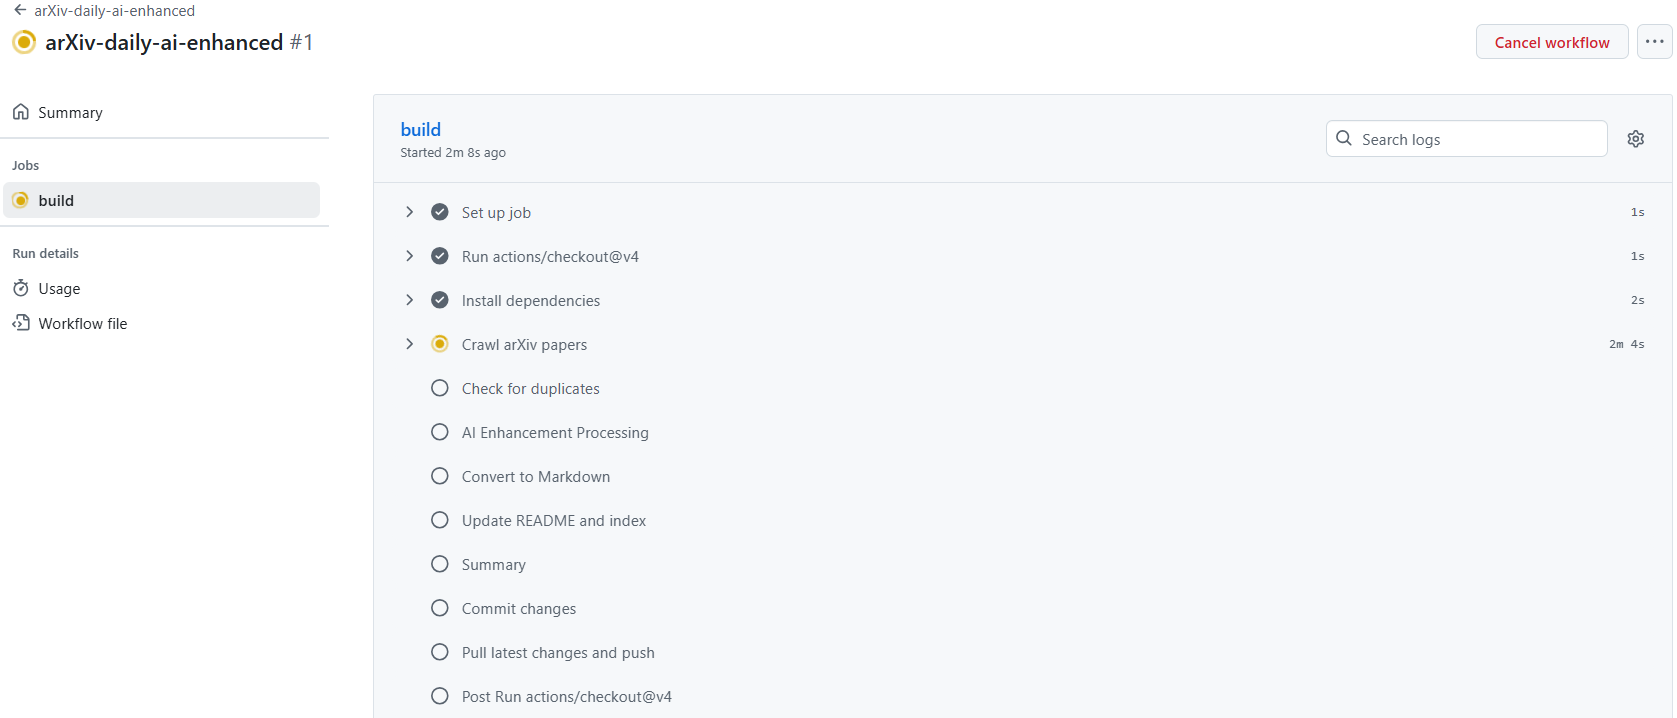 arXiv-daily-ai-enhanced
arXiv-daily-ai-enhanced #1
Cancel workflow
Summary
Jobs
build
Run details
Usage
Workflow file
build
Started 2m 8s ago
Search logs
Set up job 1s
Run actions/checkout@v4 1s
Install dependencies 2s
Crawl arXiv papers 2m 4s
Check for duplicates
AI Enhancement Processing
Convert to Markdown
Update README and index
Summary
Commit changes
Pull latest changes and push
Post Run actions/checkout@v4